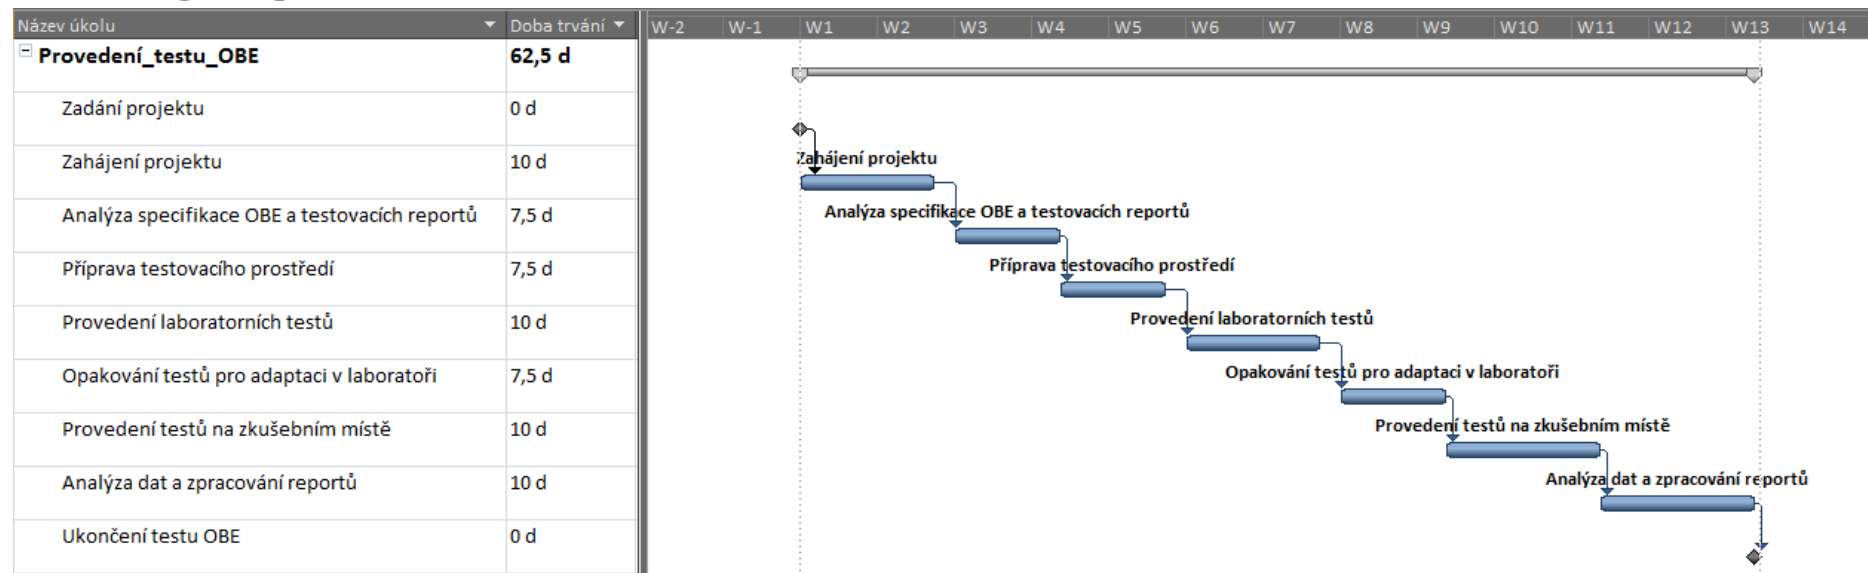 Název úkolu Doba trvání W-2 W-1 W1 W2 W3 W4 W5 W6 W7 W8 W9 W10 W11 W12 W13 W14
Provedení_testu_OBE 62,5 d
Zadání projektu 0 d
Zahájení projektu
Zahájení projektu 10 d
Analýza specifikace OBE a testovacích reportů
Analýza specifikace OBE a testovacích reportů 7,5 d
Příprava testovacího prostředí
Příprava testovacího prostředí 7,5 d
Provedení laboratorních testů
Provedení laboratorních testů 10 d
Opakování testů pro adaptaci v laboratoři
Opakování testů pro adaptaci v laboratoři 7,5 d
Provedení testů na zkušebním místě
Provedení testů na zkušebním místě 10 d
Analýza dat a zpracování reportů
Analýza dat a zpracování reportů 10 d
Ukončení testu OBE 0 d